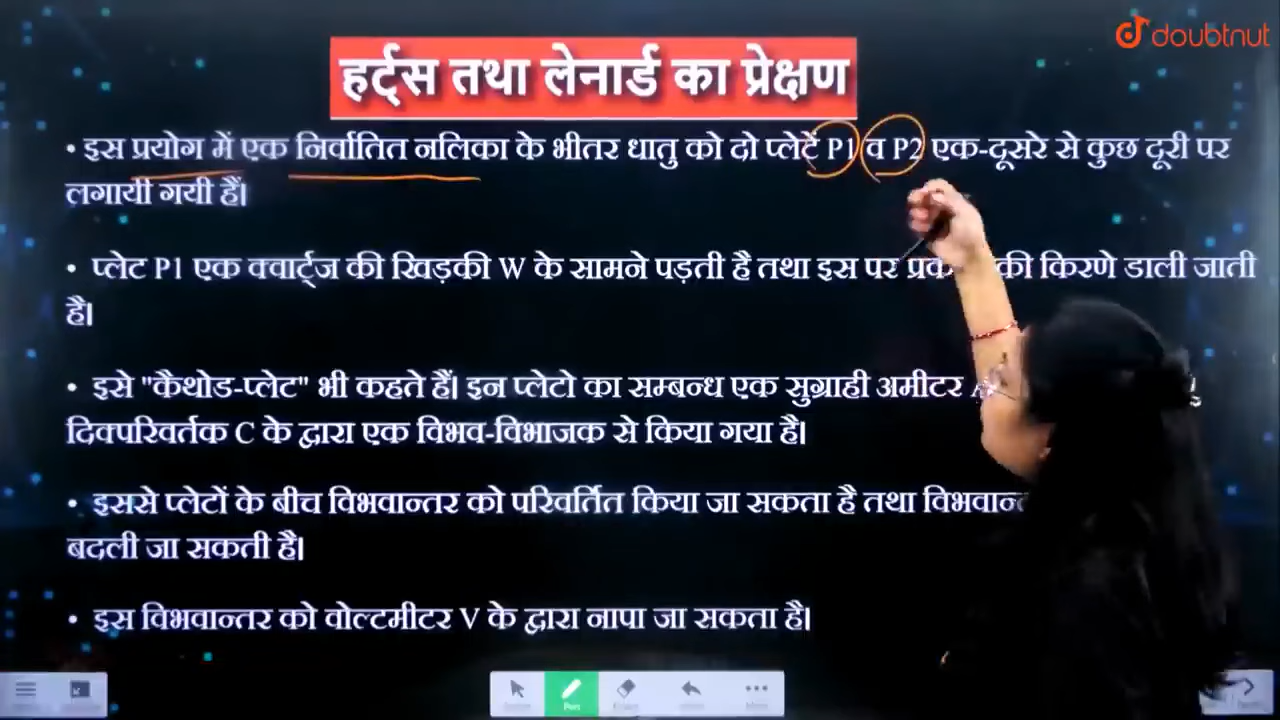 doubtnut
हर्ट्स तथा लेनार्ड का प्रेक्षण
• इस प्रयोग में एक निर्वातित नलिका के भीतर धातु को दो प्लेटें P1 व P2 एक-दूसरे से कुछ दूरी पर
लगायी गयी हैं।
• प्लेट P1 एक क्वार्ट्ज की खिड़की W के सामने पड़ती है तथा इस पर की किरणे डाली जाती
है।
• इसे "कैथोड-प्लेट" भी कहते हैं। इन प्लेटो का सम्बन्ध एक सुग्राही अमीटर
दिक्परिवर्तक C के द्वारा एक विभव-विभाजक से किया गया है।
• इससे प्लेटों के बीच विभवान्तर को परिवर्तित किया जा सकता है तथा
बदली जा सकती है।
• इस विभवान्तर को वोल्टमीटर V के द्वारा नापा जा सकता है।
Pen